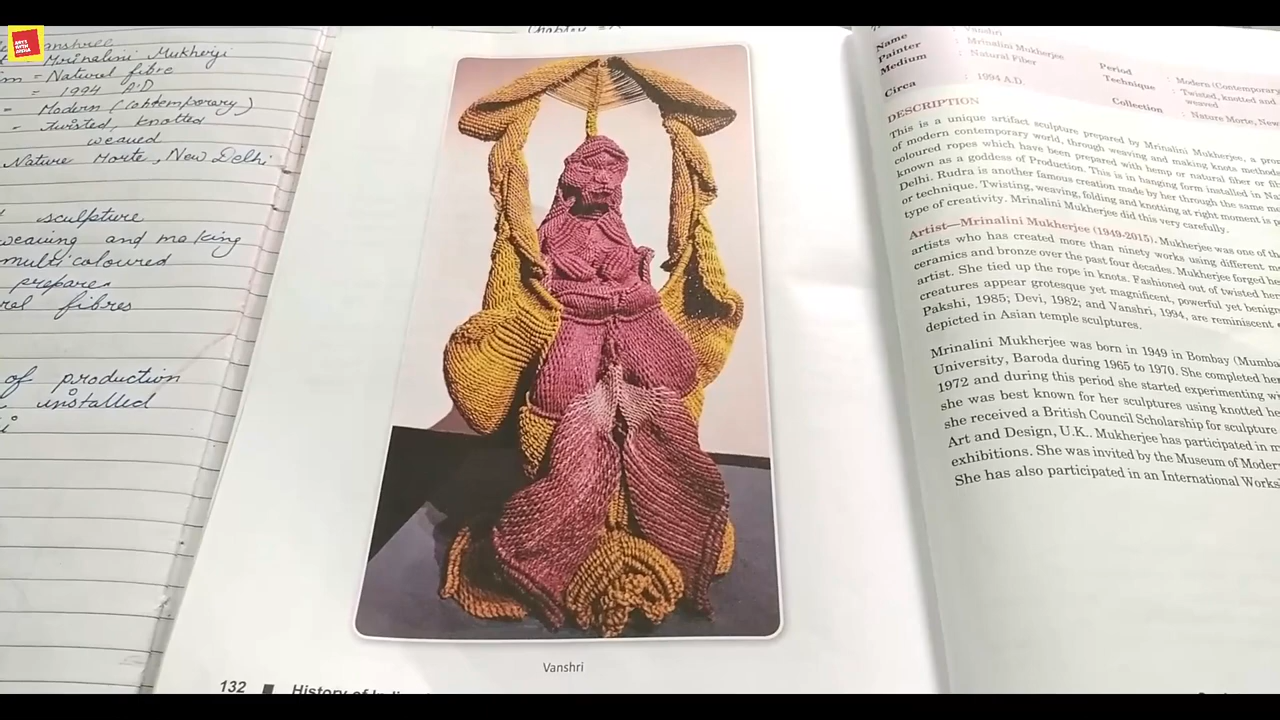 ARTS WITH
Chapter
anshree
Mrinalini Mukherji
= Natural fibre
= 1994 A.D
- Modern (contemporary)
- twisted, knotted
weaved
Nature Morte, New Delhi
sculpture
weaving and making
multicoloured
prepare
ral fibres
of production
installed
i
Vanshri
132 History of Indi
Name : Vanshri
Painter : Mrinalini Mukherjee
Medium : Natural Fiber
Circa : 1994 A.D.
Period : Modern (Contemporary
Technique : Twisted, knotted and
weaved
Collection : Nature Morte, New
DESCRIPTION
This is a unique artifact sculpture prepared by Mrinalini Mukherjee, a pro
of modern contemporary world, through weaving and making knots methods
coloured ropes which have been prepared with hemp or natural fiber or fi
known as a goddess of Production. This is in hanging form installed in Na
Delhi. Rudra is another famous creation made by her through the same me
or technique. Twisting, weaving, folding and knotting at right moment is p
type of creativity. Mrinalini Mukherjee did this very carefully.
Artist—Mrinalini Mukherjee (1949-2015). Mukherjee was one of th
artists who has created more than ninety works using different m
ceramics and bronze over the past four decades. Mukherjee forged he
artist. She tied up the rope in knots. Fashioned out of twisted he
creatures appear grotesque yet magnificent, powerful yet benign
Pakshi, 1985; Devi, 1982; and Vanshri, 1994, are reminiscent
depicted in Asian temple sculptures.
Mrinalini Mukherjee was born in 1949 in Bombay (Mumba
University, Baroda during 1965 to 1970. She completed her
1972 and during this period she started experimenting wi
she was best known for her sculptures using knotted he
she received a British Council Scholarship for sculpture
Art and Design, U.K.. Mukherjee has participated in m
exhibitions. She was invited by the Museum of Modern
She has also participated in an International Works